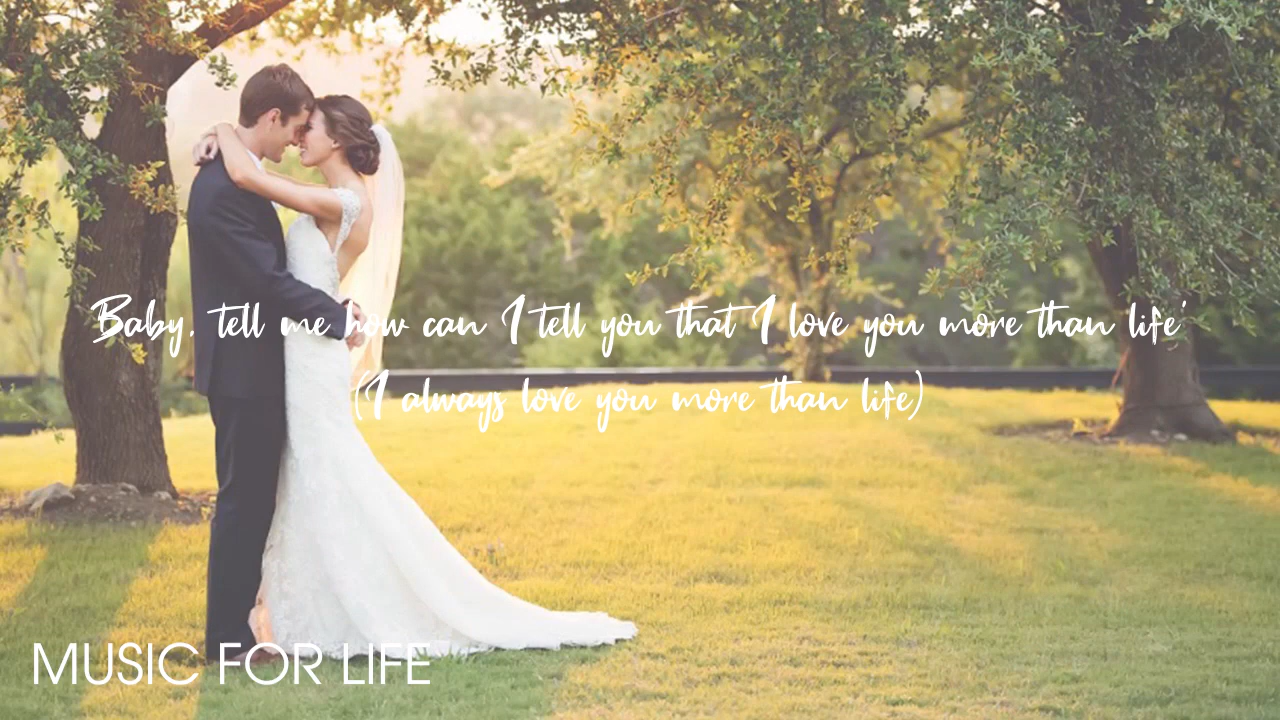 Baby, tell me how can I tell you that I love you more than life'
(I always love you more than life)
MUSIC FOR LIFE